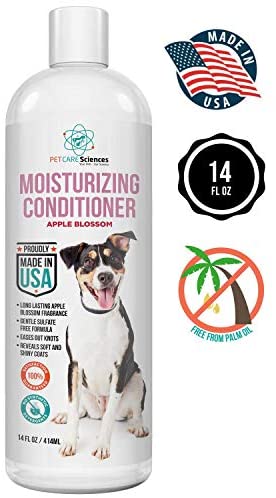 PETCARE Sciences
MOISTURIZING
CONDITIONER
APPLE BLOSSOM
PROUDLY
MADE IN
USA
• LONG LASTING APPLE
BLOSSOM FRAGRANCE
• GENTLE SULFATE
FREE FORMULA
• EASES OUT KNOTS
• REVEALS SOFT AND
SHINY COATS
100%
14 FL OZ / 414ML
MADE IN
USA
14
FL OZ
FREE FROM PALM OIL